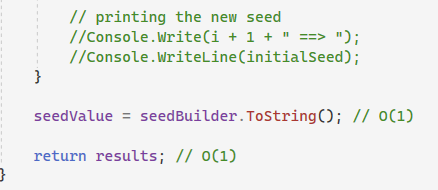 // printing the new seed
//Console.Write(i + 1 + " ==> ");
//Console.WriteLine(initialSeed);
}
seedValue = seedBuilder.ToString(); // O(1)
return results; // O(1)
}